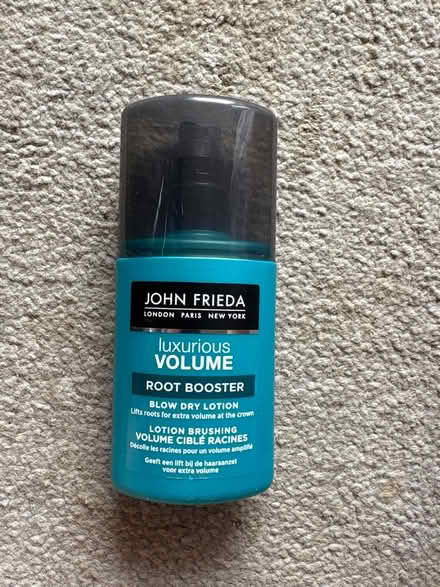 JOHN FRIEDA
LONDON PARIS NEW YORK
luxurious
VOLUME
ROOT BOOSTER
BLOW DRY LOTION
Lifts roots for extra volume at the crown
LOTION BRUSHING
VOLUME CIBLÉ RACINES
Décolle les racines pour un volume amplifié
Geeft een lift bij de haaraanzet
voor extra volume